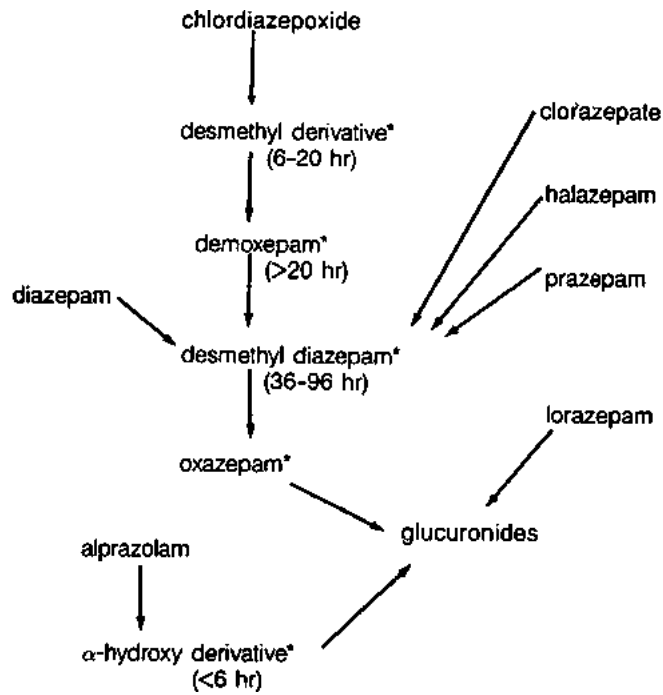 chlordiazepoxide
desmethyl derivative*
(6-20 hr)
clorazepate
halazepam
demoxepam*
(>20 hr)
prazepam
diazepam
desmethyl diazepam*
(36-96 hr)
lorazepam
oxazepam*
glucuronides
alprazolam
α-hydroxy derivative*
(<6 hr)